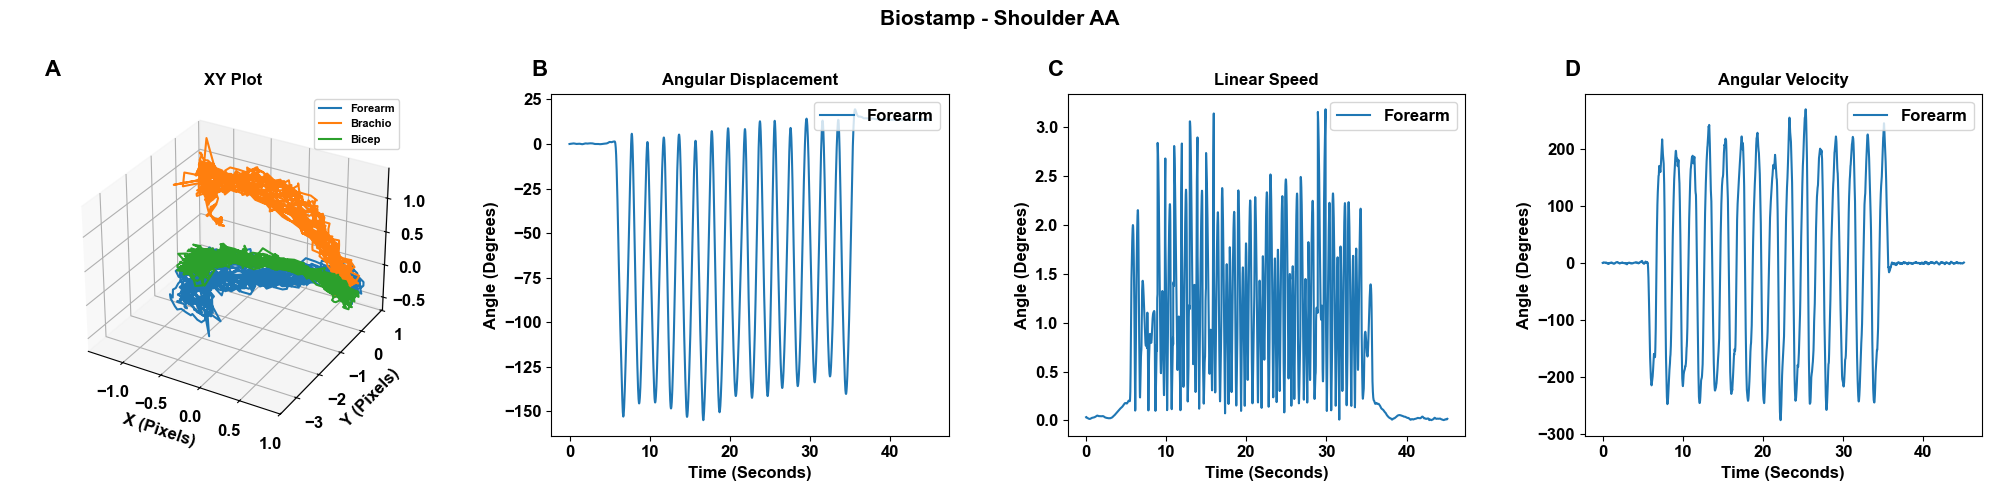 Biostamp - Shoulder AA
A
XY Plot
Forearm
Brachio
Bicep
1.0
0.5
0.0
−0.5
1
0
−1
−2
−3
Y (Pixels)
−1.0
−0.5
0.0
0.5
1.0
X (Pixels)
B
Angular Displacement
Forearm
25
0
−25
−50
−75
−100
−125
−150
Angle (Degrees)
0 10 20 30 40
Time (Seconds)
C
Linear Speed
Forearm
3.0
2.5
2.0
1.5
1.0
0.5
0.0
Angle (Degrees)
0 10 20 30 40
Time (Seconds)
D
Angular Velocity
Forearm
200
100
0
−100
−200
−300
Angle (Degrees)
0 10 20 30 40
Time (Seconds)